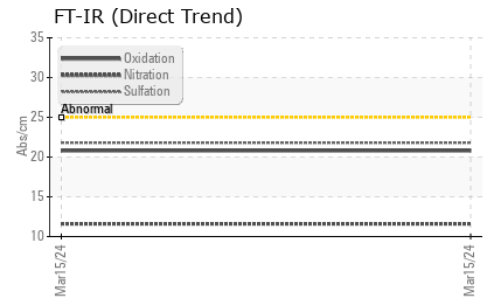 FT-IR (Direct Trend)
35
Oxidation
30
Nitration
Sulfation
Abnormal
25
Abs/cm
20
15
10
Mar15/24
Mar15/24